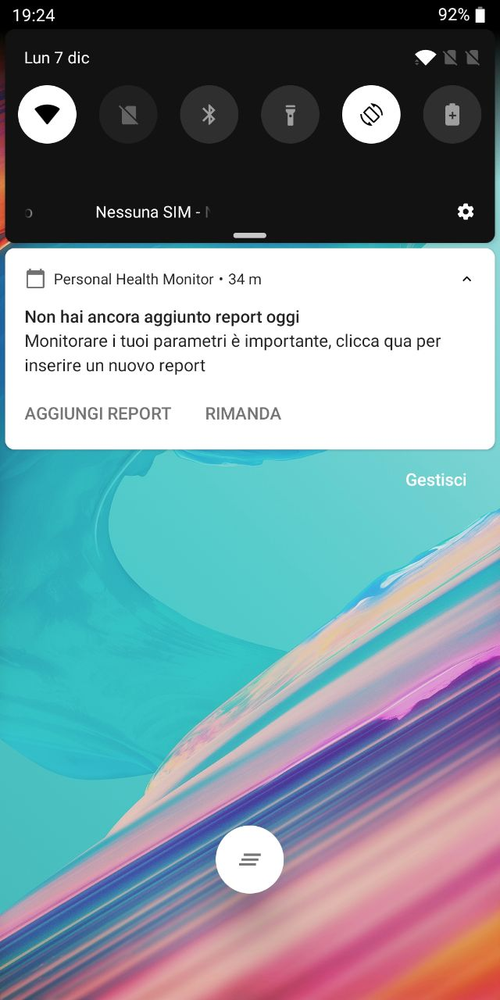 19:24
92%
Lun 7 dic
o
Nessuna SIM - N
Personal Health Monitor • 34 m
Non hai ancora aggiunto report oggi
Monitorare i tuoi parametri è importante, clicca qua per
inserire un nuovo report
AGGIUNGI REPORT RIMANDA
Gestisci